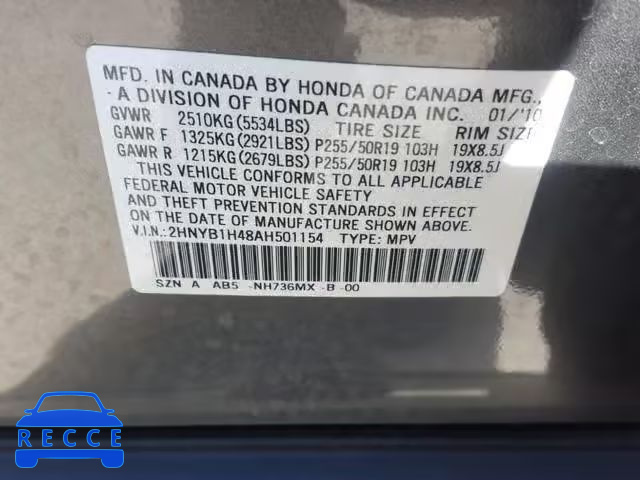 MFD. IN CANADA BY HONDA OF CANADA MFG.,
A DIVISION OF HONDA CANADA INC. 01/'10
GVWR 2510KG(5534LBS) TIRE SIZE RIM SIZE
GAWR F 1325KG(2921LBS) P255/50R19 103H 19X8.5J
GAWR R 1215KG(2679LBS) P255/50R19 103H 19X8.5J
THIS VEHICLE CONFORMS TO ALL APPLICABLE
FEDERAL MOTOR VEHICLE SAFETY
AND THEFT PREVENTION STANDARDS IN EFFECT
ON THE DATE OF MANUFACTURE SHOWN ABOVE.
V.I.N.: 2HNYB1H48AH501154 TYPE: MPV
SZN A AB5 -NH736MX -B -00
RECCE